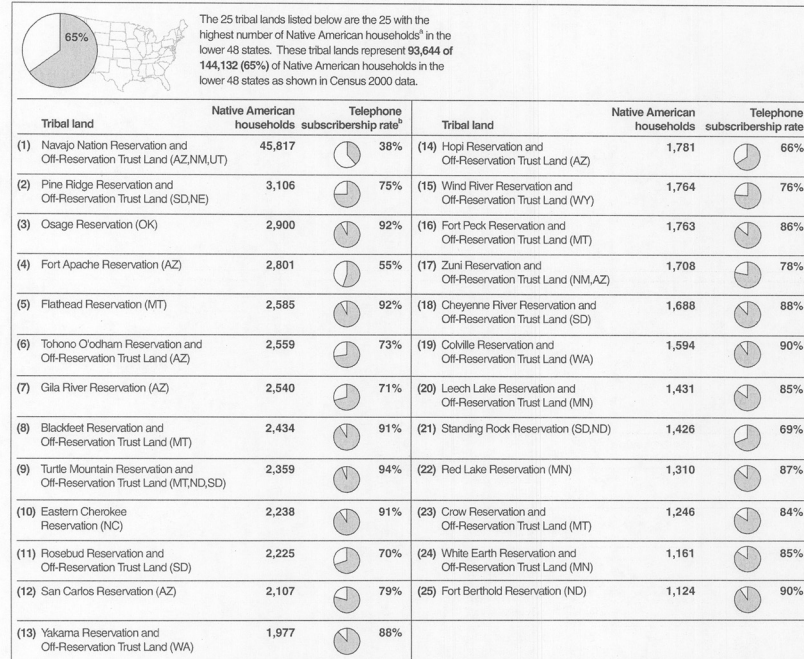 65%
The 25 tribal lands listed below are the 25 with the
highest number of Native American householdsª in the
lower 48 states. These tribal lands represent 93,644 of
144,132 (65%) of Native American households in the
lower 48 states as shown in Census 2000 data.
Tribal land Native American households Telephone subscribership rateᵇ
(1) Navajo Nation Reservation and
Off-Reservation Trust Land (AZ,NM,UT) 45,817 38%
(2) Pine Ridge Reservation and
Off-Reservation Trust Land (SD,NE) 3,106 75%
(3) Osage Reservation (OK) 2,900 92%
(4) Fort Apache Reservation (AZ) 2,801 55%
(5) Flathead Reservation (MT) 2,585 92%
(6) Tohono O'odham Reservation and
Off-Reservation Trust Land (AZ) 2,559 73%
(7) Gila River Reservation (AZ) 2,540 71%
(8) Blackfeet Reservation and
Off-Reservation Trust Land (MT) 2,434 91%
(9) Turtle Mountain Reservation and
Off-Reservation Trust Land (MT,ND,SD) 2,359 94%
(10) Eastern Cherokee
Reservation (NC) 2,238 91%
(11) Rosebud Reservation and
Off-Reservation Trust Land (SD) 2,225 70%
(12) San Carlos Reservation (AZ) 2,107 79%
(13) Yakama Reservation and
Off-Reservation Trust Land (WA) 1,977 88%
Tribal land Native American households Telephone subscribership rate
(14) Hopi Reservation and
Off-Reservation Trust Land (AZ) 1,781 66%
(15) Wind River Reservation and
Off-Reservation Trust Land (WY) 1,764 76%
(16) Fort Peck Reservation and
Off-Reservation Trust Land (MT) 1,763 86%
(17) Zuni Reservation and
Off-Reservation Trust Land (NM,AZ) 1,708 78%
(18) Cheyenne River Reservation and
Off-Reservation Trust Land (SD) 1,688 88%
(19) Colville Reservation and
Off-Reservation Trust Land (WA) 1,594 90%
(20) Leech Lake Reservation and
Off-Reservation Trust Land (MN) 1,431 85%
(21) Standing Rock Reservation (SD,ND) 1,426 69%
(22) Red Lake Reservation (MN) 1,310 87%
(23) Crow Reservation and
Off-Reservation Trust Land (MT) 1,246 84%
(24) White Earth Reservation and
Off-Reservation Trust Land (MN) 1,161 85%
(25) Fort Berthold Reservation (ND) 1,124 90%